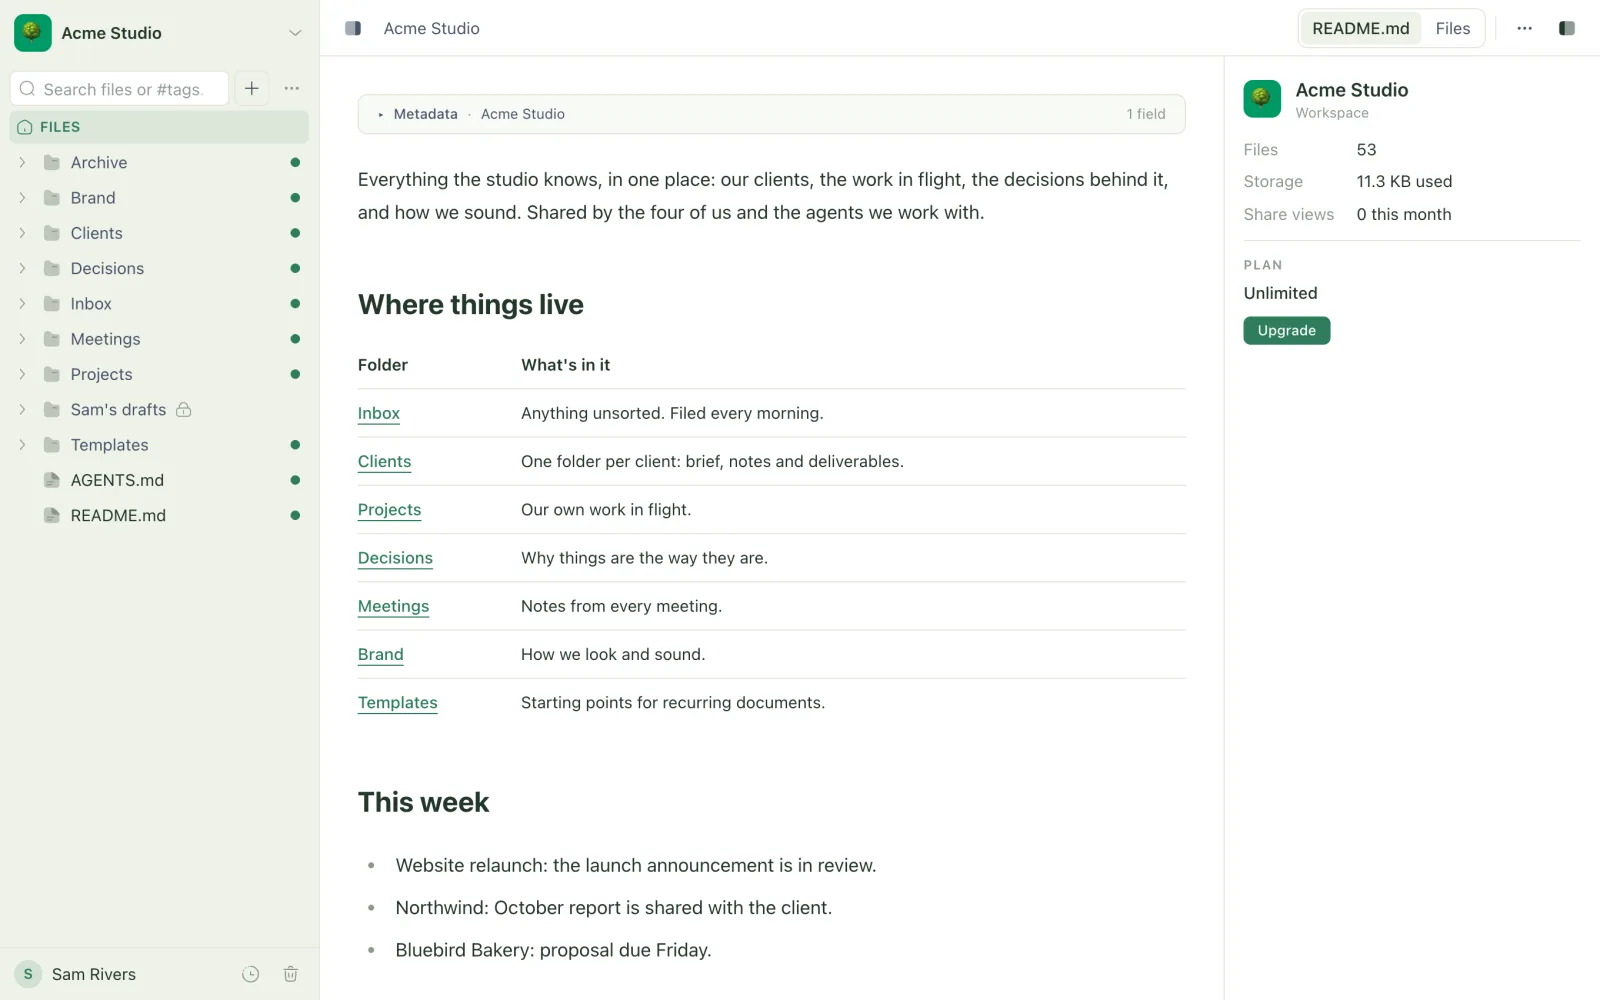 Acme Studio
Search files or #tags.
FILES
Archive
Brand
Clients
Decisions
Inbox
Meetings
Projects
Sam's drafts
Templates
AGENTS.md
README.md
S Sam Rivers
Acme Studio
README.md Files
Metadata · Acme Studio 1 field
Everything the studio knows, in one place: our clients, the work in flight, the decisions behind it,
and how we sound. Shared by the four of us and the agents we work with.
Where things live
Folder What's in it
Inbox Anything unsorted. Filed every morning.
Clients One folder per client: brief, notes and deliverables.
Projects Our own work in flight.
Decisions Why things are the way they are.
Meetings Notes from every meeting.
Brand How we look and sound.
Templates Starting points for recurring documents.
This week
• Website relaunch: the launch announcement is in review.
• Northwind: October report is shared with the client.
• Bluebird Bakery: proposal due Friday.
Acme Studio
Workspace
Files 53
Storage 11.3 KB used
Share views 0 this month
PLAN
Unlimited
Upgrade